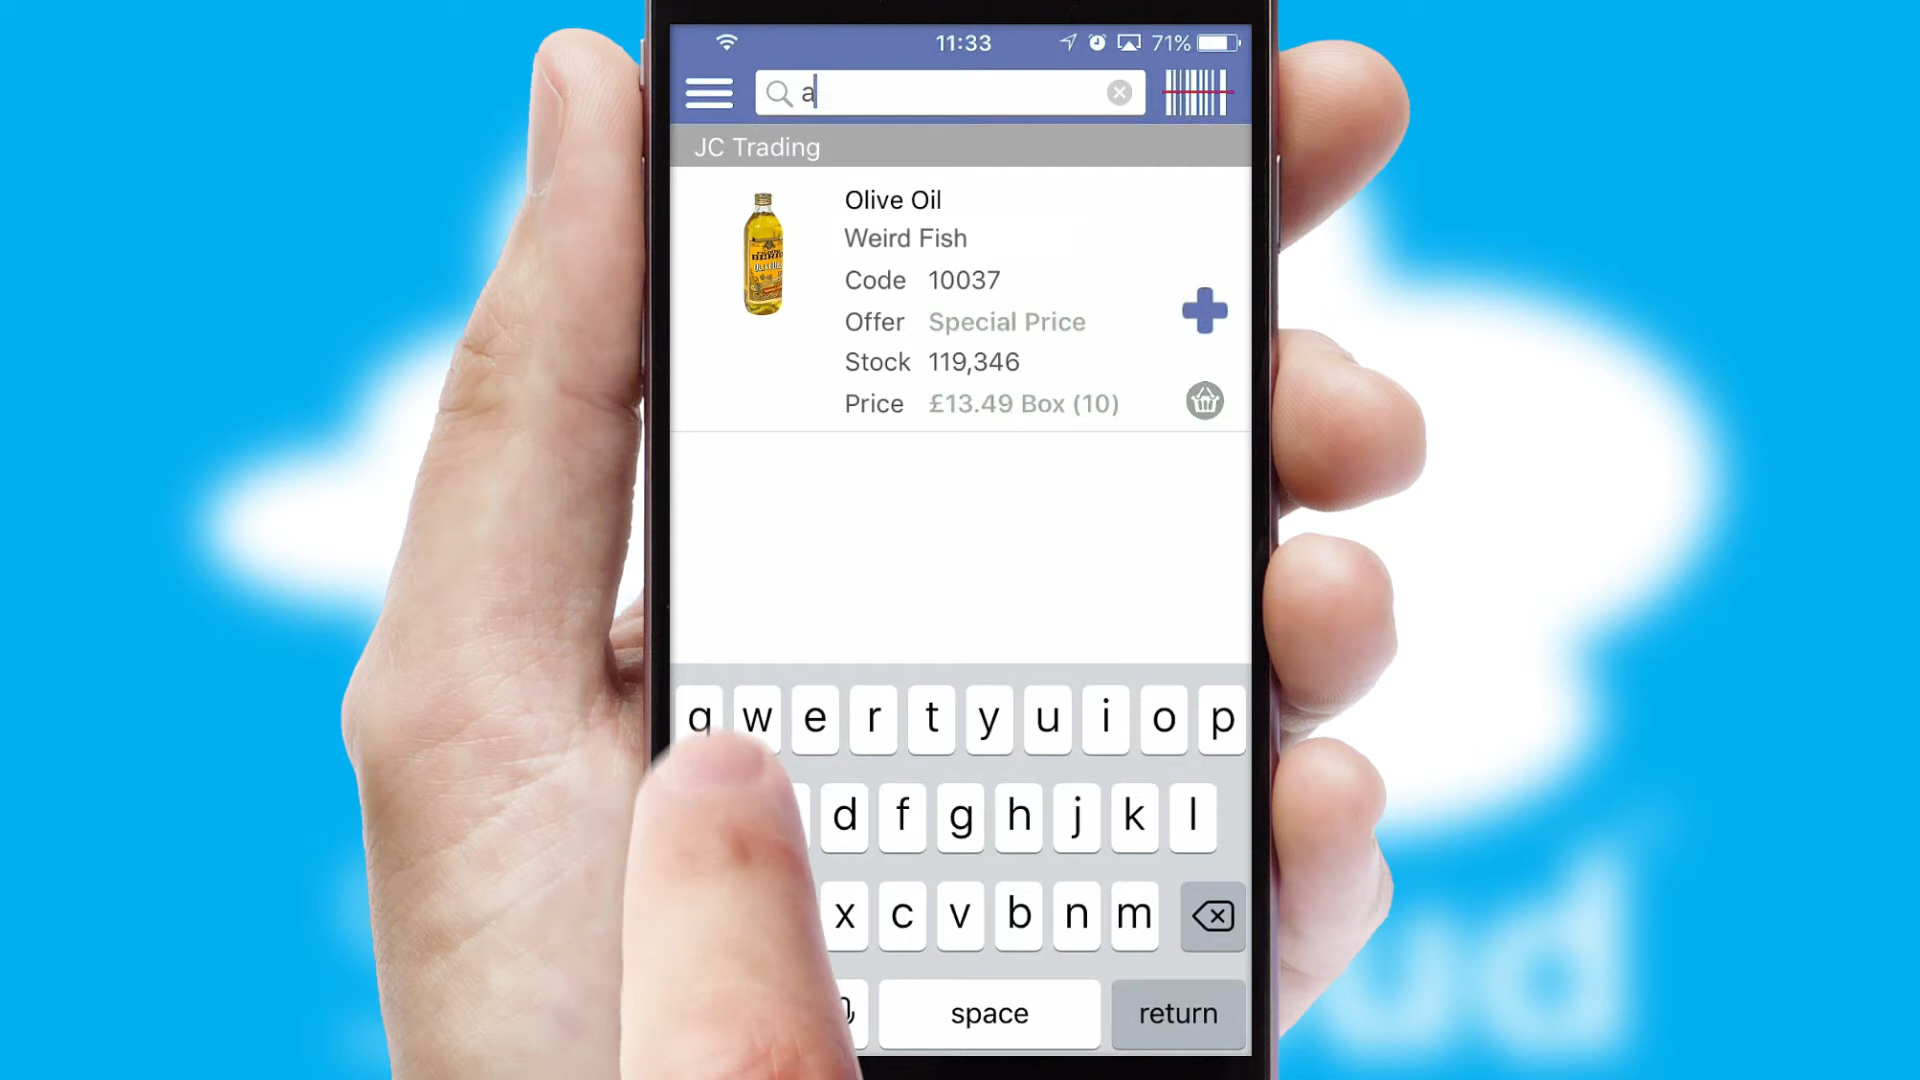 11:33 71%
a
JC Trading
Olive Oil
Weird Fish
Code 10037
Offer Special Price
Stock 119,346
Price £13.49 Box (10)
q w e r t y u i o p
d f g h j k l
x c v b n m
space return